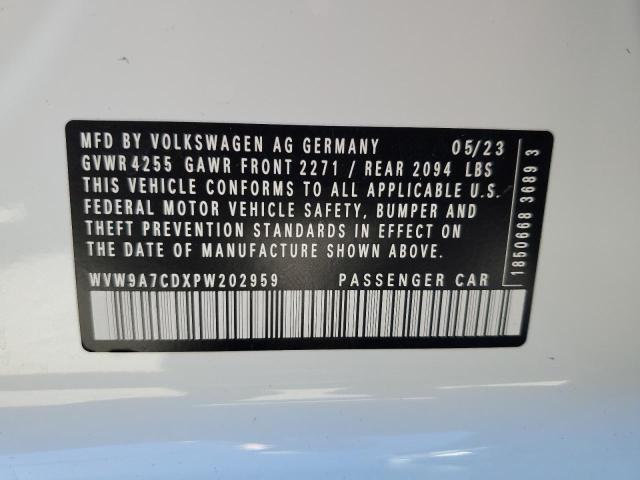 MFD BY VOLKSWAGEN AG GERMANY 05/23
GVWR 4255 GAWR FRONT 2271 / REAR 2094 LBS
THIS VEHICLE CONFORMS TO ALL APPLICABLE U.S.
FEDERAL MOTOR VEHICLE SAFETY, BUMPER AND
THEFT PREVENTION STANDARDS IN EFFECT ON
THE DATE OF MANUFACTURE SHOWN ABOVE.
WVW9A7CDXPW202959 PASSENGER CAR
1850668 3689 3